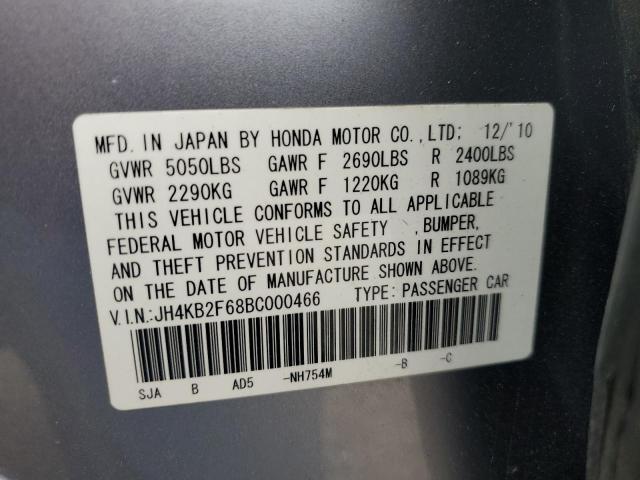 MFD. IN JAPAN BY HONDA MOTOR CO.,LTD: 12/'10
GVWR 5050LBS GAWR F 2690LBS R 2400LBS
GVWR 2290KG GAWR F 1220KG R 1089KG
THIS VEHICLE CONFORMS TO ALL APPLICABLE
FEDERAL MOTOR VEHICLE SAFETY ,BUMPER,
AND THEFT PREVENTION STANDARDS IN EFFECT
ON THE DATE OF MANUFACTURE SHOWN ABOVE.
V.I.N.:JH4KB2F68BC000466 TYPE: PASSENGER CAR
SJA B AD5 -NH754M -B -C